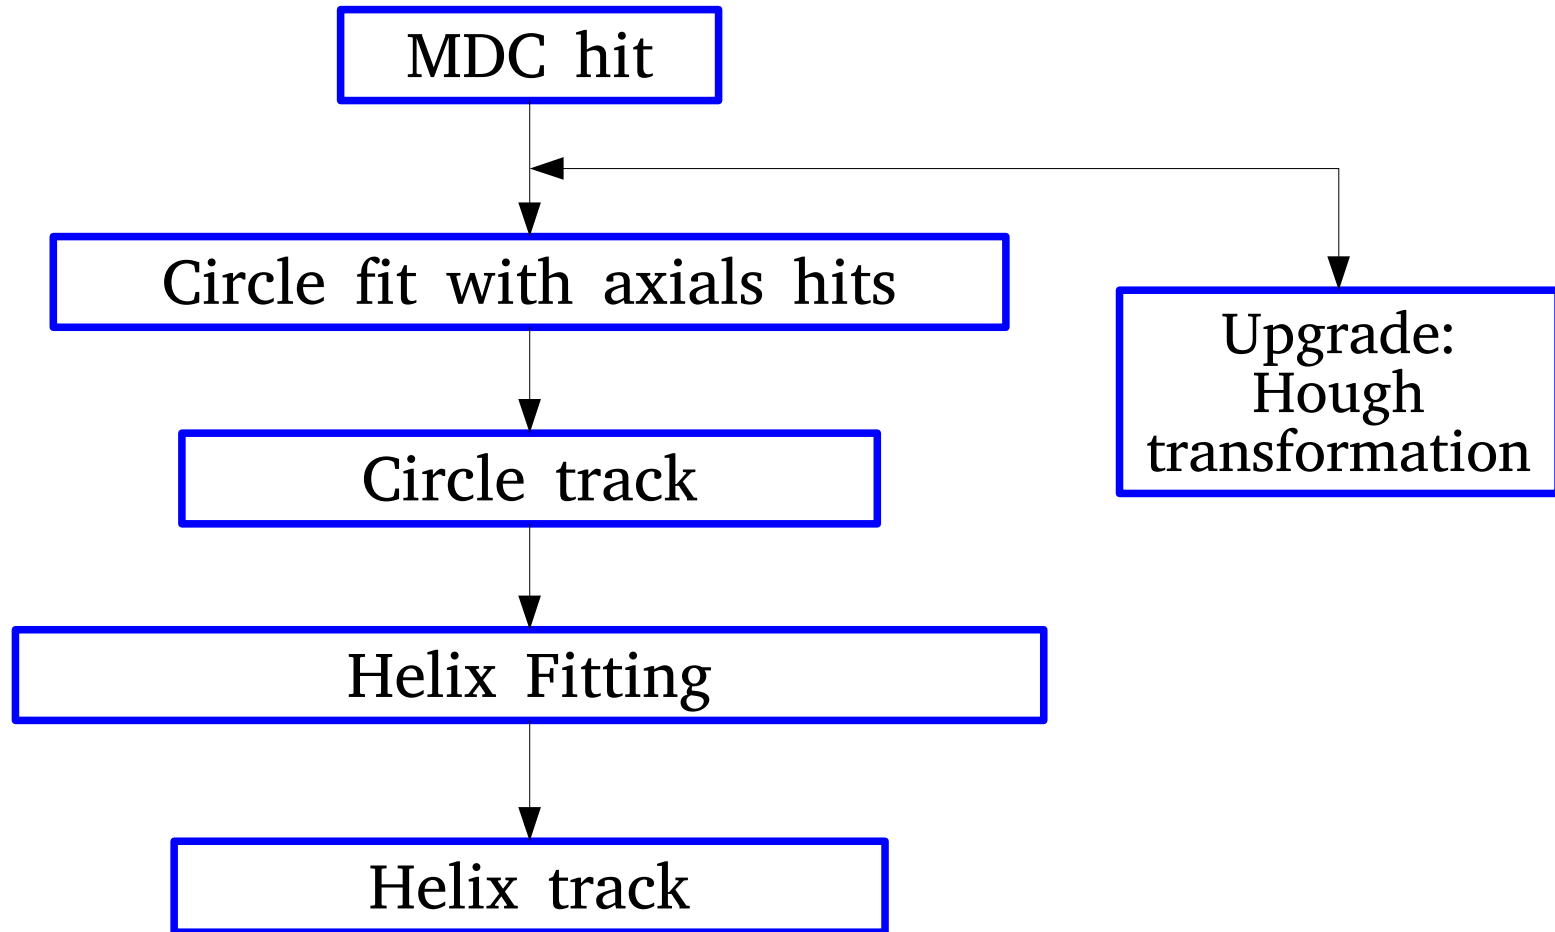 MDC hit
Circle fit with axials hits
Upgrade:
Hough
transformation
Circle track
Helix Fitting
Helix track